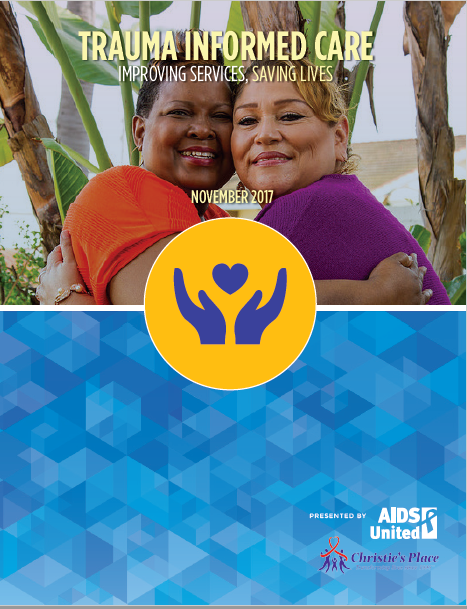 TRAUMA INFORMED CARE
IMPROVING SERVICES, SAVING LIVES
NOVEMBER 2017
PRESENTED BY
AIDS
United
Christie's Place